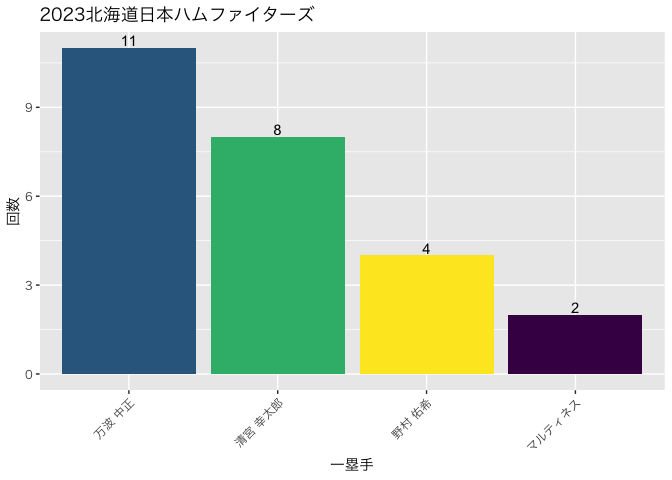 2023北海道日本ハムファイターズ
11
8
4
2
9
6
3
0
回数
万波 中正
清宮 幸太郎
野村 佑希
マルティネス
一塁手